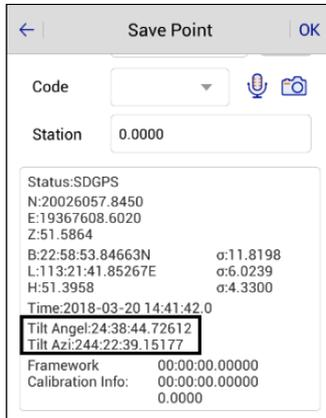 Save Point OK
Code
Station 0.0000
Status:SDGPS
N:20026057.8450
E:19367608.6020
Z:51.5864
B:22:58:53.84663N σ:11.8198
L:113:21:41.85267E σ:6.0239
H:51.3958 σ:4.3300
Time:2018-03-20 14:41:42.0
Tilt Angel:24:38:44.72612
Tilt Azi:244:22:39.15177
Framework 00:00:00.00000
Calibration Info: 00:00:00.00000
0.0000